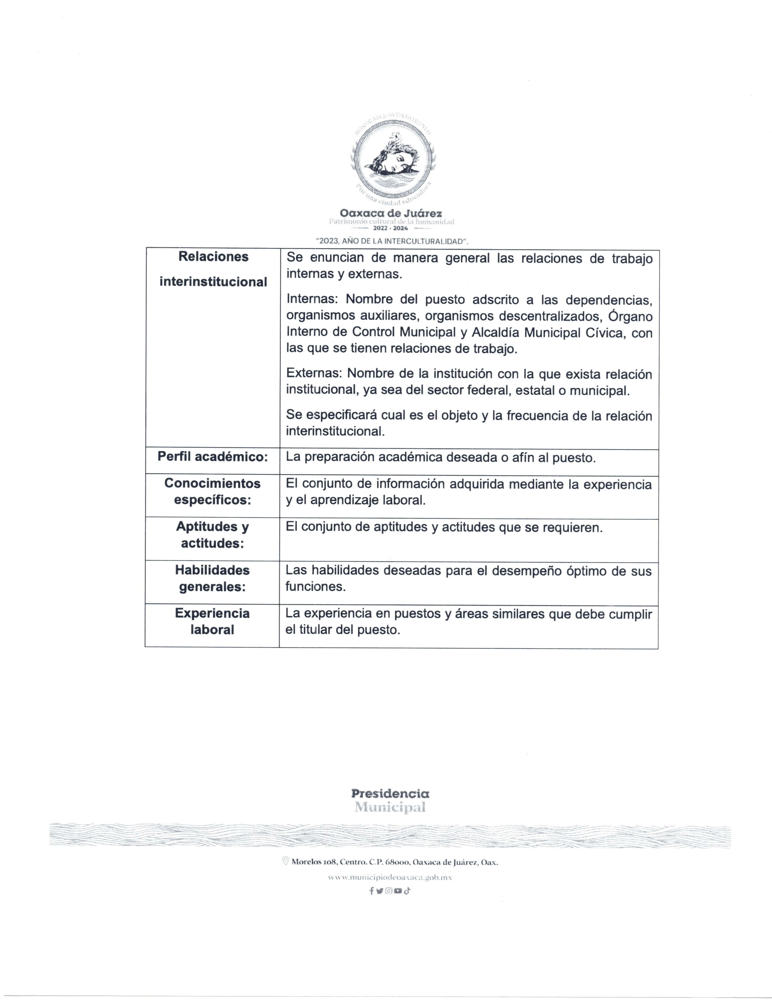 HONORABLE AYUNTAMIENTO
Por una ciudad educadora
Oaxaca de Juárez
Patrimonio cultural de la humanidad
2022 - 2024
"2023, AÑO DE LA INTERCULTURALIDAD".
Relaciones
interinstitucional
Se enuncian de manera general las relaciones de trabajo
internas y externas.
Internas: Nombre del puesto adscrito a las dependencias,
organismos auxiliares, organismos descentralizados, Órgano
Interno de Control Municipal y Alcaldía Municipal Cívica, con
las que se tienen relaciones de trabajo.
Externas: Nombre de la institución con la que exista relación
institucional, ya sea del sector federal, estatal o municipal.
Se especificará cual es el objeto y la frecuencia de la relación
interinstitucional.
Perfil académico:
La preparación académica deseada o afín al puesto.
Conocimientos
específicos:
El conjunto de información adquirida mediante la experiencia
y el aprendizaje laboral.
Aptitudes y
actitudes:
El conjunto de aptitudes y actitudes que se requieren.
Habilidades
generales:
Las habilidades deseadas para el desempeño óptimo de sus
funciones.
Experiencia
laboral
La experiencia en puestos y áreas similares que debe cumplir
el titular del puesto.
Presidencia
Municipal
Morelos 108, Centro. C.P. 68000, Oaxaca de Juárez, Oax.
www.municipiodeoaxaca.gob.mx